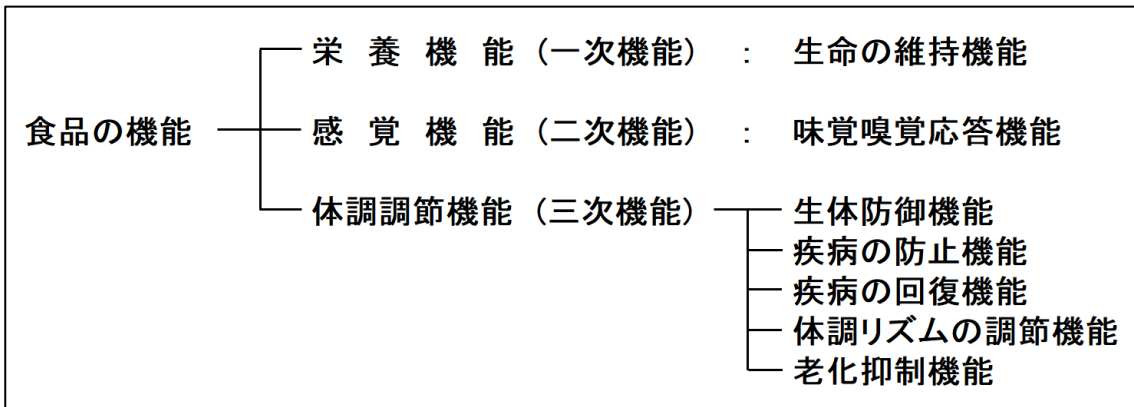 栄養機能（一次機能）：生命の維持機能
食品の機能 感覚機能（二次機能）：味覚嗅覚応答機能
体調調節機能（三次機能） 生体防御機能
疾病の防止機能
疾病の回復機能
体調リズムの調節機能
老化抑制機能